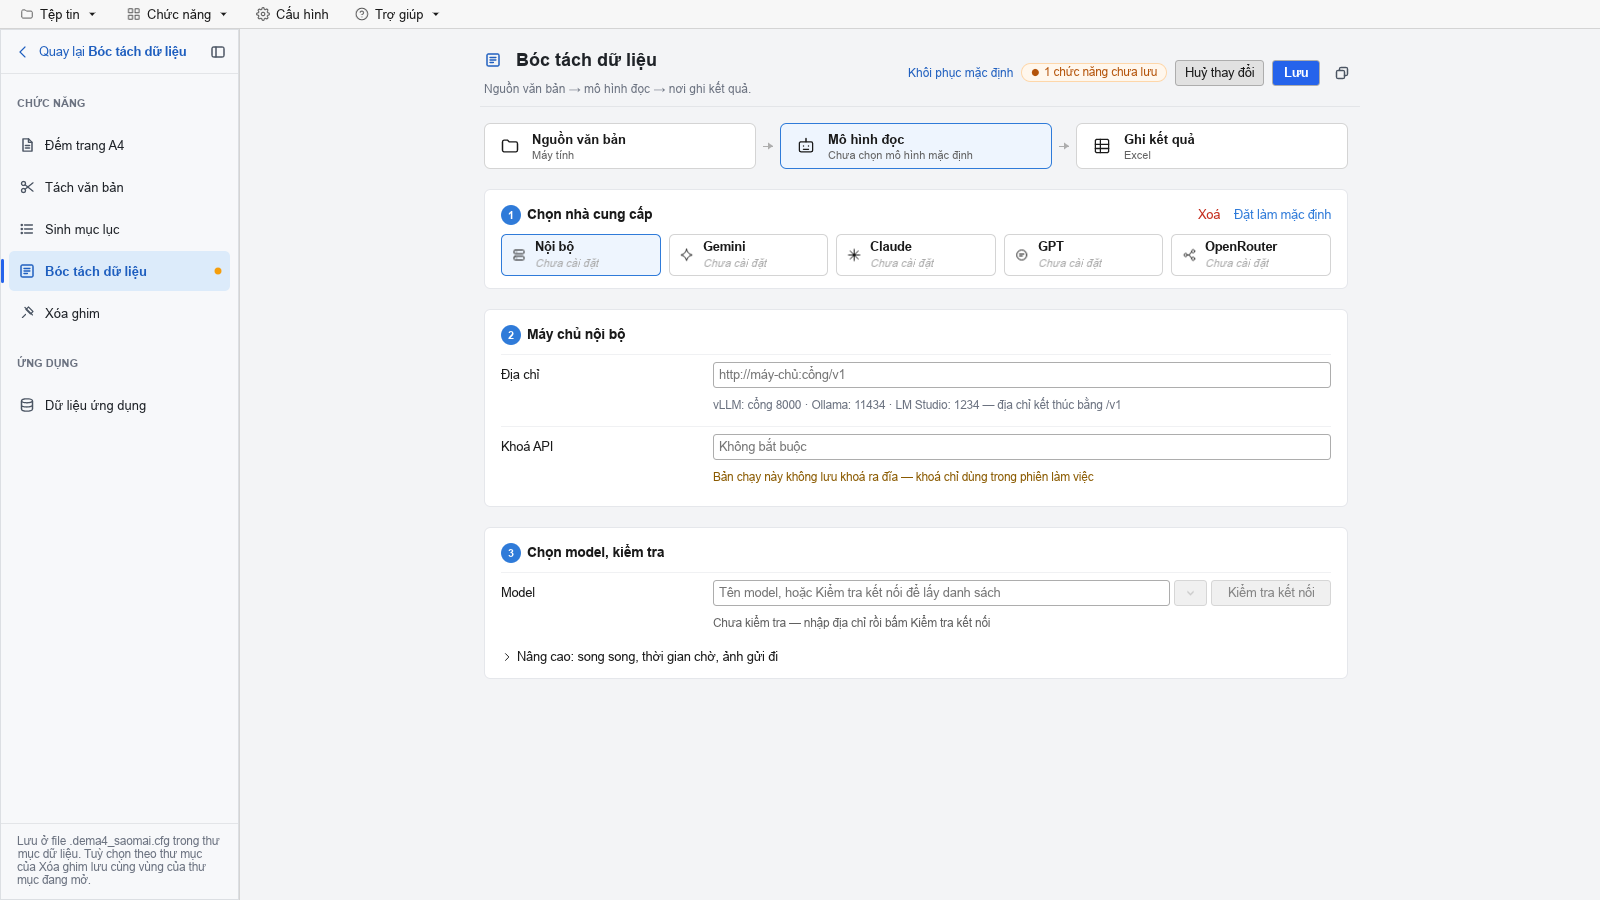 Tệp tin
Chức năng
Cấu hình
Trợ giúp
Quay lại Bóc tách dữ liệu
CHỨC NĂNG
Đếm trang A4
Tách văn bản
Sinh mục lục
Bóc tách dữ liệu
Xóa ghim
ỨNG DỤNG
Dữ liệu ứng dụng
Lưu ở file .dema4_saomai.cfg trong thư
mục dữ liệu. Tuỳ chọn theo thư mục
của Xóa ghim lưu cùng vùng của thư
mục đang mở.
Bóc tách dữ liệu
Nguồn văn bản → mô hình đọc → nơi ghi kết quả.
Khôi phục mặc định
1 chức năng chưa lưu
Huỷ thay đổi
Lưu
Nguồn văn bản
Máy tính
Mô hình đọc
Chưa chọn mô hình mặc định
Ghi kết quả
Excel
1 Chọn nhà cung cấp
Xoá
Đặt làm mặc định
Nội bộ
Chưa cài đặt
Gemini
Chưa cài đặt
Claude
Chưa cài đặt
GPT
Chưa cài đặt
OpenRouter
Chưa cài đặt
2 Máy chủ nội bộ
Địa chỉ
http://máy-chủ:cổng/v1
vLLM: cổng 8000 · Ollama: 11434 · LM Studio: 1234 — địa chỉ kết thúc bằng /v1
Khoá API
Không bắt buộc
Bản chạy này không lưu khoá ra đĩa — khoá chỉ dùng trong phiên làm việc
3 Chọn model, kiểm tra
Model
Tên model, hoặc Kiểm tra kết nối để lấy danh sách
Kiểm tra kết nối
Chưa kiểm tra — nhập địa chỉ rồi bấm Kiểm tra kết nối
Nâng cao: song song, thời gian chờ, ảnh gửi đi